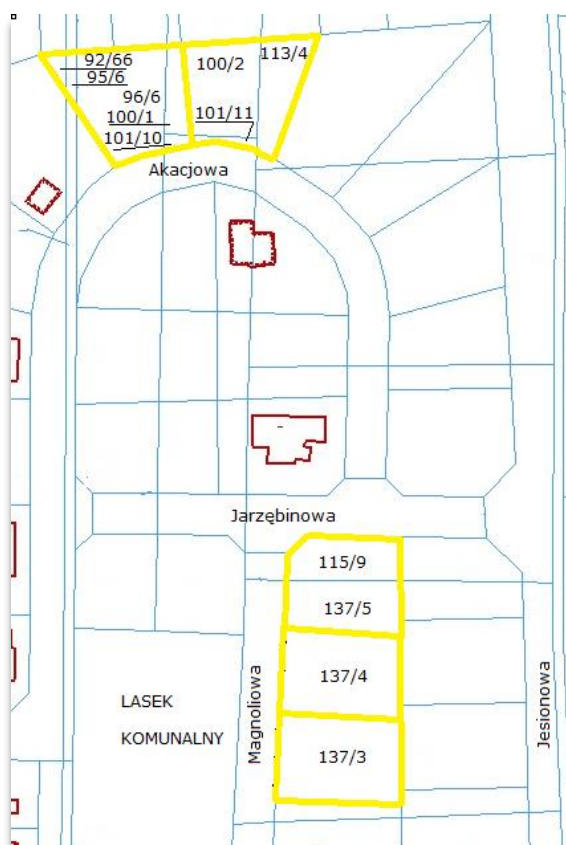 92/66
95/6
96/6
100/1
101/10
100/2
113/4
101/11
Akacjowa
Jarzębinowa
115/9
137/5
137/4
137/3
LASEK
KOMUNALNY
Magnoliowa
Jesionowa